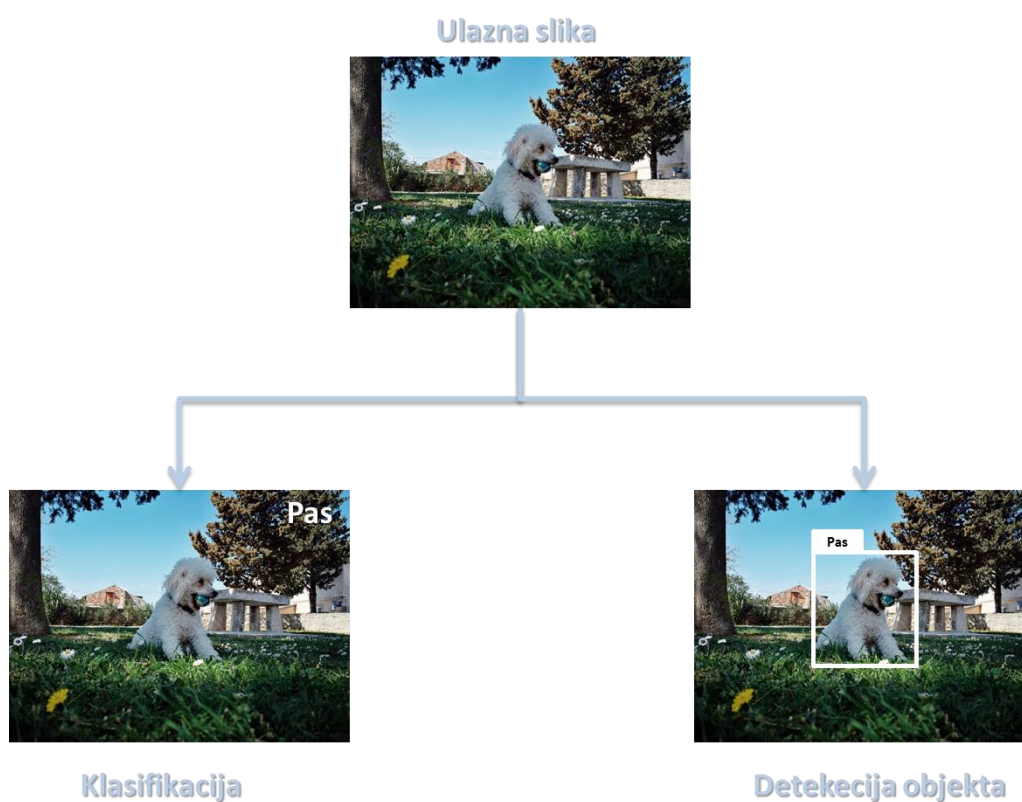 Ulazna slika
Pas
Pas
Klasifikacija
Detekecija objekta